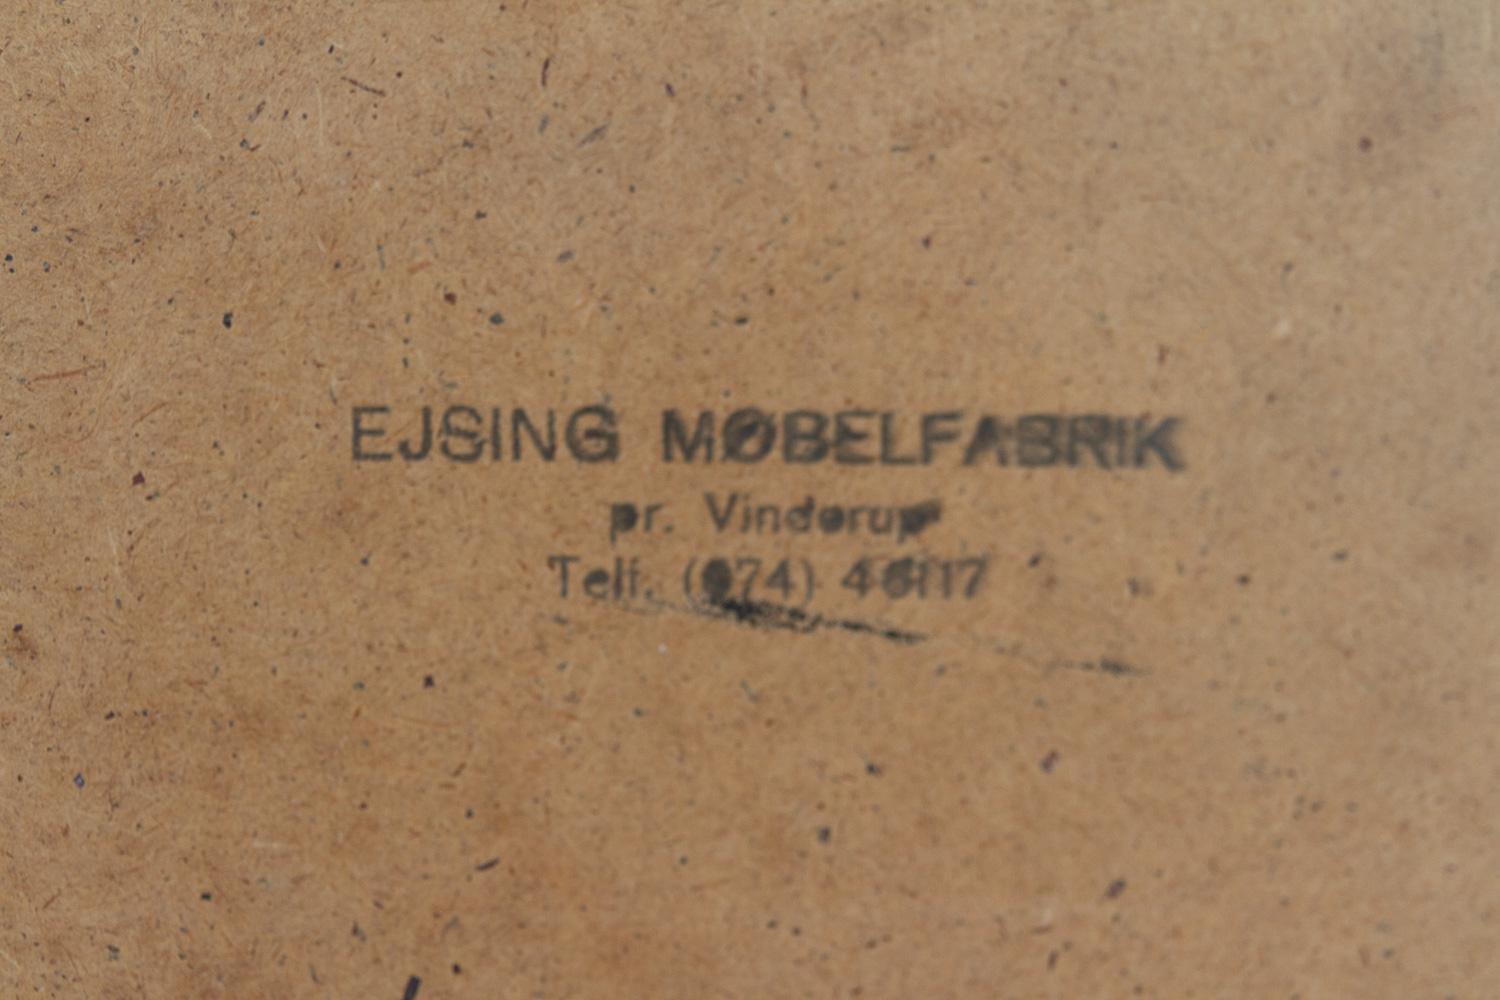 EJSING MØBELFABRIK
pr. Vinderup
Telf. (074) 46117